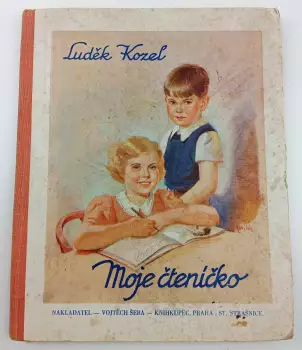 Luděk Kozel
Moje čteníčko
NAKLADATEL — VOJTĚCH ŠEBA — KNIHKUPEC, PRAHA - ST. STRAŠNICE.